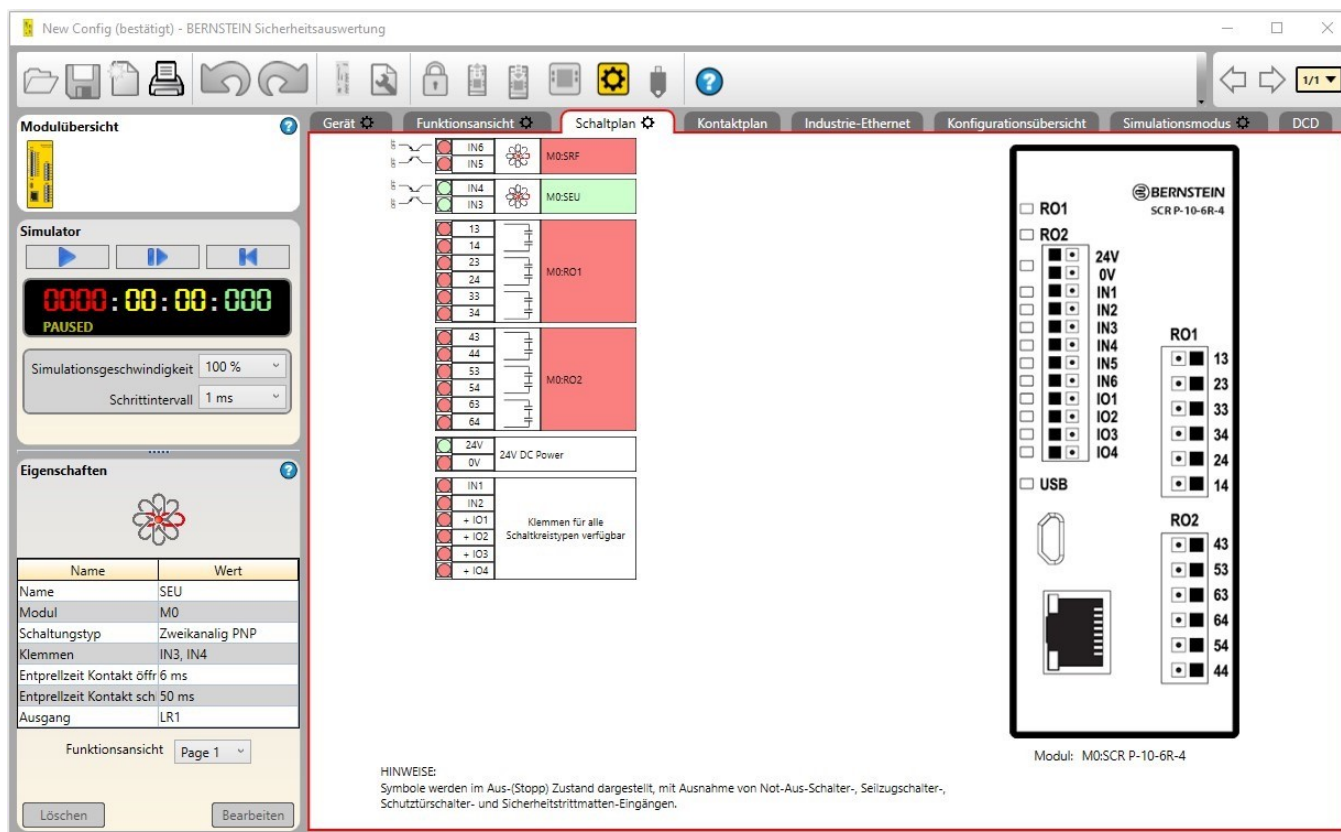 New Config (bestätigt) - BERNSTEIN Sicherheitsauswertung
1/1
Modulübersicht
Simulator
0000:00:00:000
PAUSED
Simulationsgeschwindigkeit 100 %
Schrittintervall 1 ms
Eigenschaften
Name Wert
Name SEU
Modul M0
Schaltungstyp Zweikanalig PNP
Klemmen IN3, IN4
Entprellzeit Kontakt öffr 6 ms
Entprellzeit Kontakt sch 50 ms
Ausgang LR1
Funktionsansicht Page 1
Löschen Bearbeiten
Gerät Funktionsansicht Schaltplan Kontaktplan Industrie-Ethernet Konfigurationsübersicht Simulationsmodus DCD
IN6
IN5
M0:SRF
IN4
IN3
M0:SEU
13
14
23
24
33
34
M0:RO1
43
44
53
54
63
64
M0:RO2
24V
0V
24V DC Power
IN1
IN2
+ IO1
+ IO2
+ IO3
+ IO4
Klemmen für alle
Schaltkreistypen verfügbar
HINWEISE:
Symbole werden im Aus-(Stopp) Zustand dargestellt, mit Ausnahme von Not-Aus-Schalter-, Seilzugschalter-,
Schutztürschalter- und Sicherheitstrittmatten-Eingängen.
BERNSTEIN
SCR P-10-6R-4
RO1
RO2
24V
0V
IN1
IN2
IN3
IN4
IN5
IN6
IO1
IO2
IO3
IO4
USB
RO1
13
23
33
34
24
14
RO2
43
53
63
64
54
44
Modul: M0:SCR P-10-6R-4